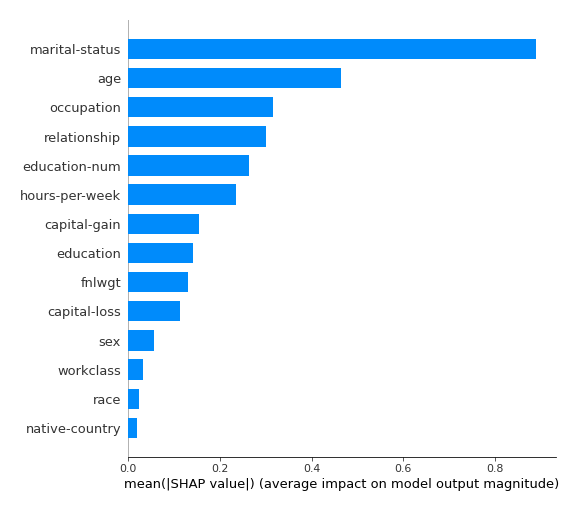 marital-status
age
occupation
relationship
education-num
hours-per-week
capital-gain
education
fnlwgt
capital-loss
sex
workclass
race
native-country
0.0 0.2 0.4 0.6 0.8
mean(|SHAP value|) (average impact on model output magnitude)